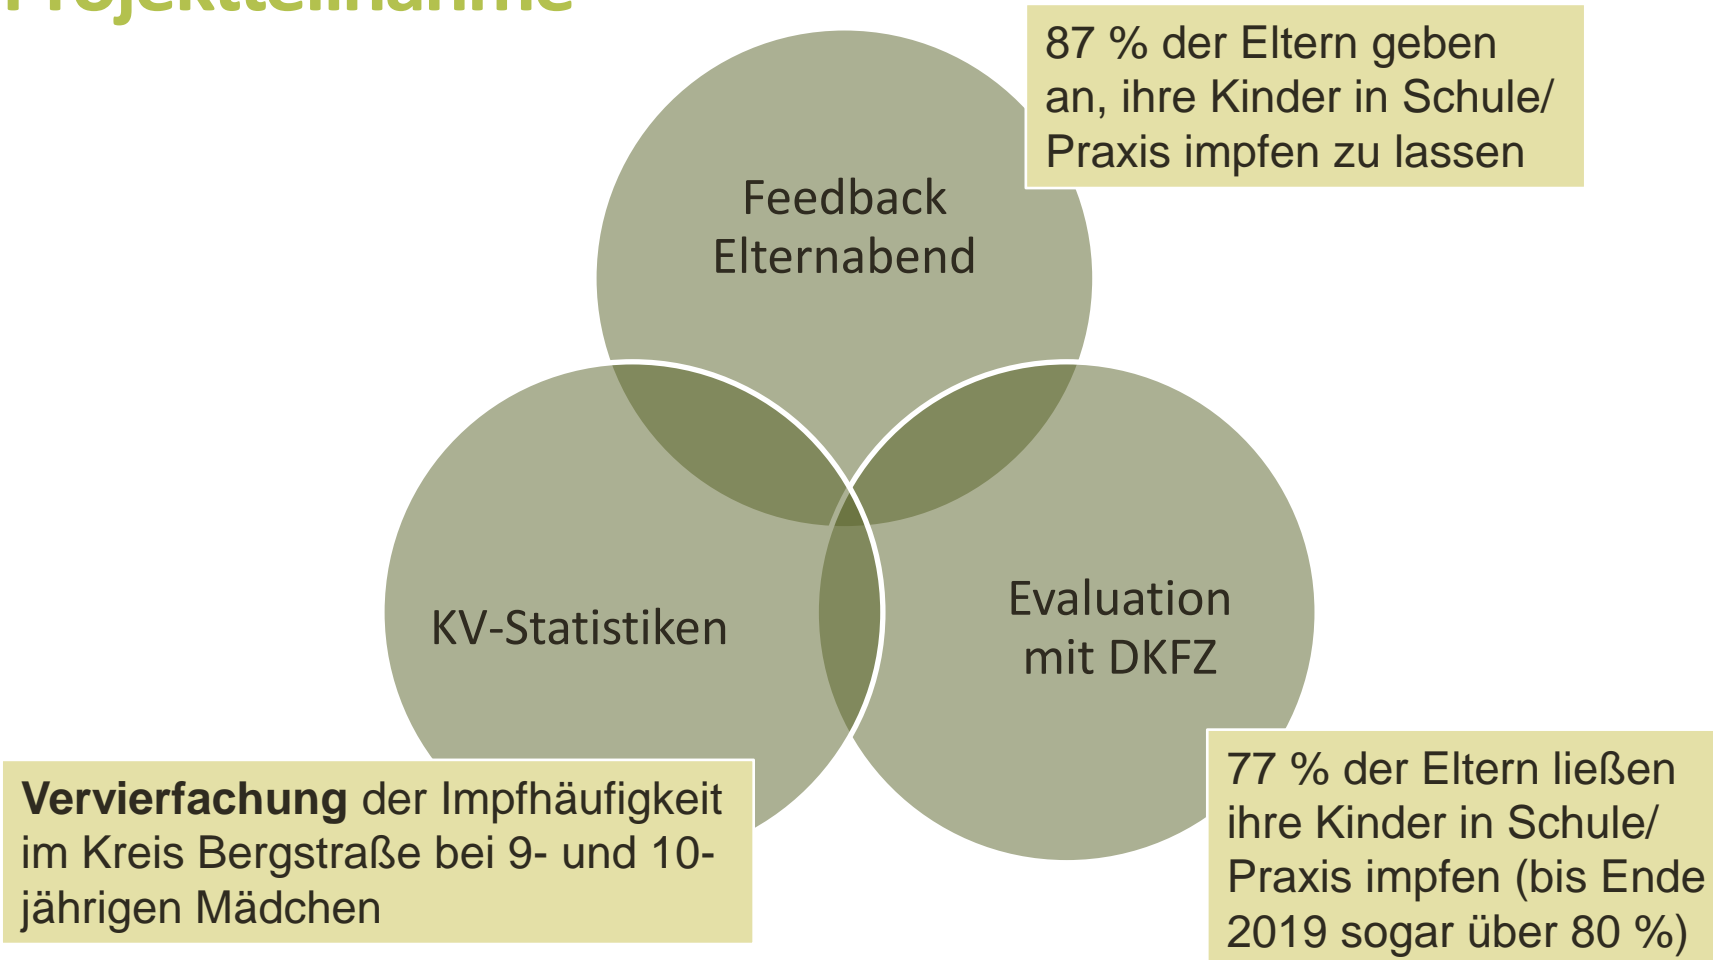 Projektteilnahme
87 % der Eltern geben
an, ihre Kinder in Schule/
Praxis impfen zu lassen
Feedback
Elternabend
KV-Statistiken
Evaluation
mit DKFZ
Vervierfachung der Impfhäufigkeit
im Kreis Bergstraße bei 9- und 10-
jährigen Mädchen
77 % der Eltern ließen
ihre Kinder in Schule/
Praxis impfen (bis Ende
2019 sogar über 80 %)